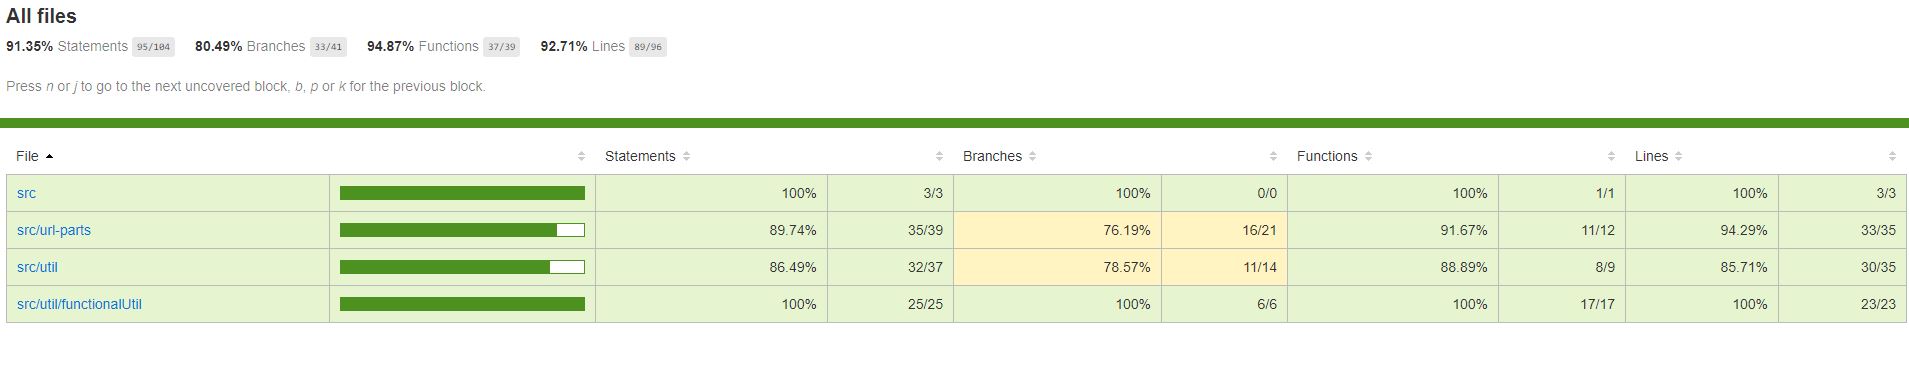 All files
91.35% Statements 95/104 80.49% Branches 33/41 94.87% Functions 37/39 92.71% Lines 89/96
Press n or j to go to the next uncovered block, b, p or k for the previous block.
File Statements Branches Functions Lines
src 100% 3/3 100% 0/0 100% 1/1 100% 3/3
src/url-parts 89.74% 35/39 76.19% 16/21 91.67% 11/12 94.29% 33/35
src/util 86.49% 32/37 78.57% 11/14 88.89% 8/9 85.71% 30/35
src/util/functionalUtil 100% 25/25 100% 6/6 100% 17/17 100% 23/23